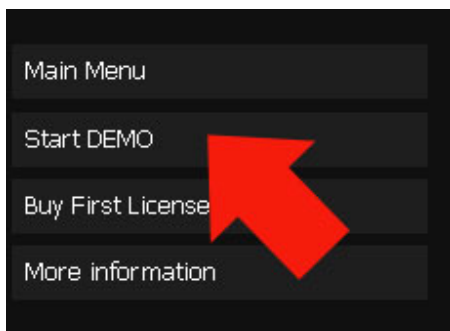 Main Menu
Start DEMO
Buy First License
More information